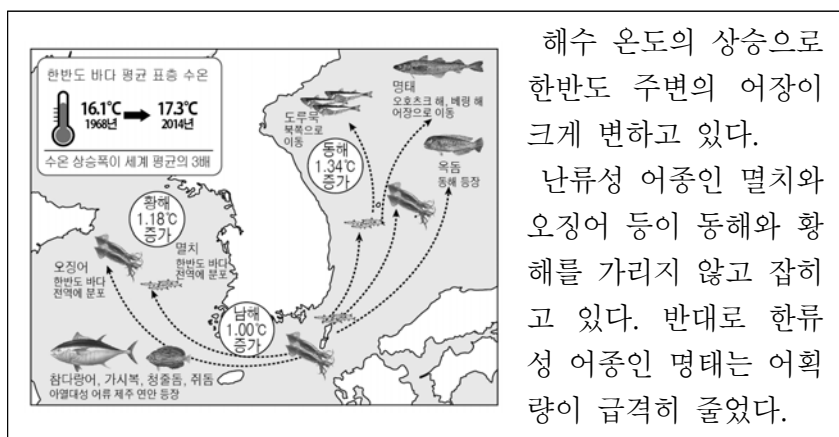 한반도 바다 평균 표층 수온
16.1℃ → 17.3℃
1968년 2014년
수온 상승폭이 세계 평균의 3배
명태
오호츠크 해, 베링 해
어장으로 이동
도루묵
북쪽으로
이동
동해
1.34℃
증가
옥돔
동해 등장
황해
1.18℃
증가
오징어
한반도 바다
전역에 분포
멸치
한반도 바다
전역에 분포
남해
1.00℃
증가
참다랑어, 가시복, 청줄돔, 쥐돔
아열대성 어류 제주 연안 등장
해수 온도의 상승으로
한반도 주변의 어장이
크게 변하고 있다.
난류성 어종인 멸치와
오징어 등이 동해와 황
해를 가리지 않고 잡히
고 있다. 반대로 한류
성 어종인 명태는 어획
량이 급격히 줄었다.